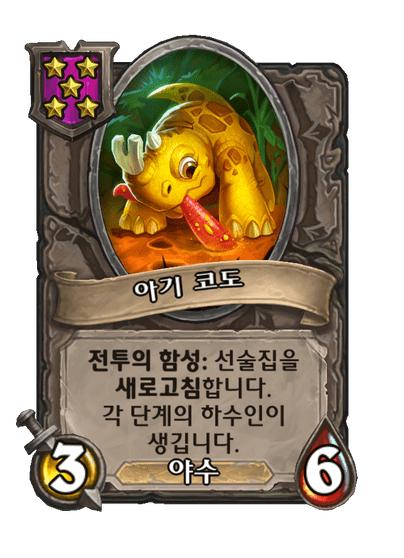 아기 코도
전투의 함성: 선술집을
새로고침합니다.
각 단계의 하수인이
생깁니다.
3
야수
6